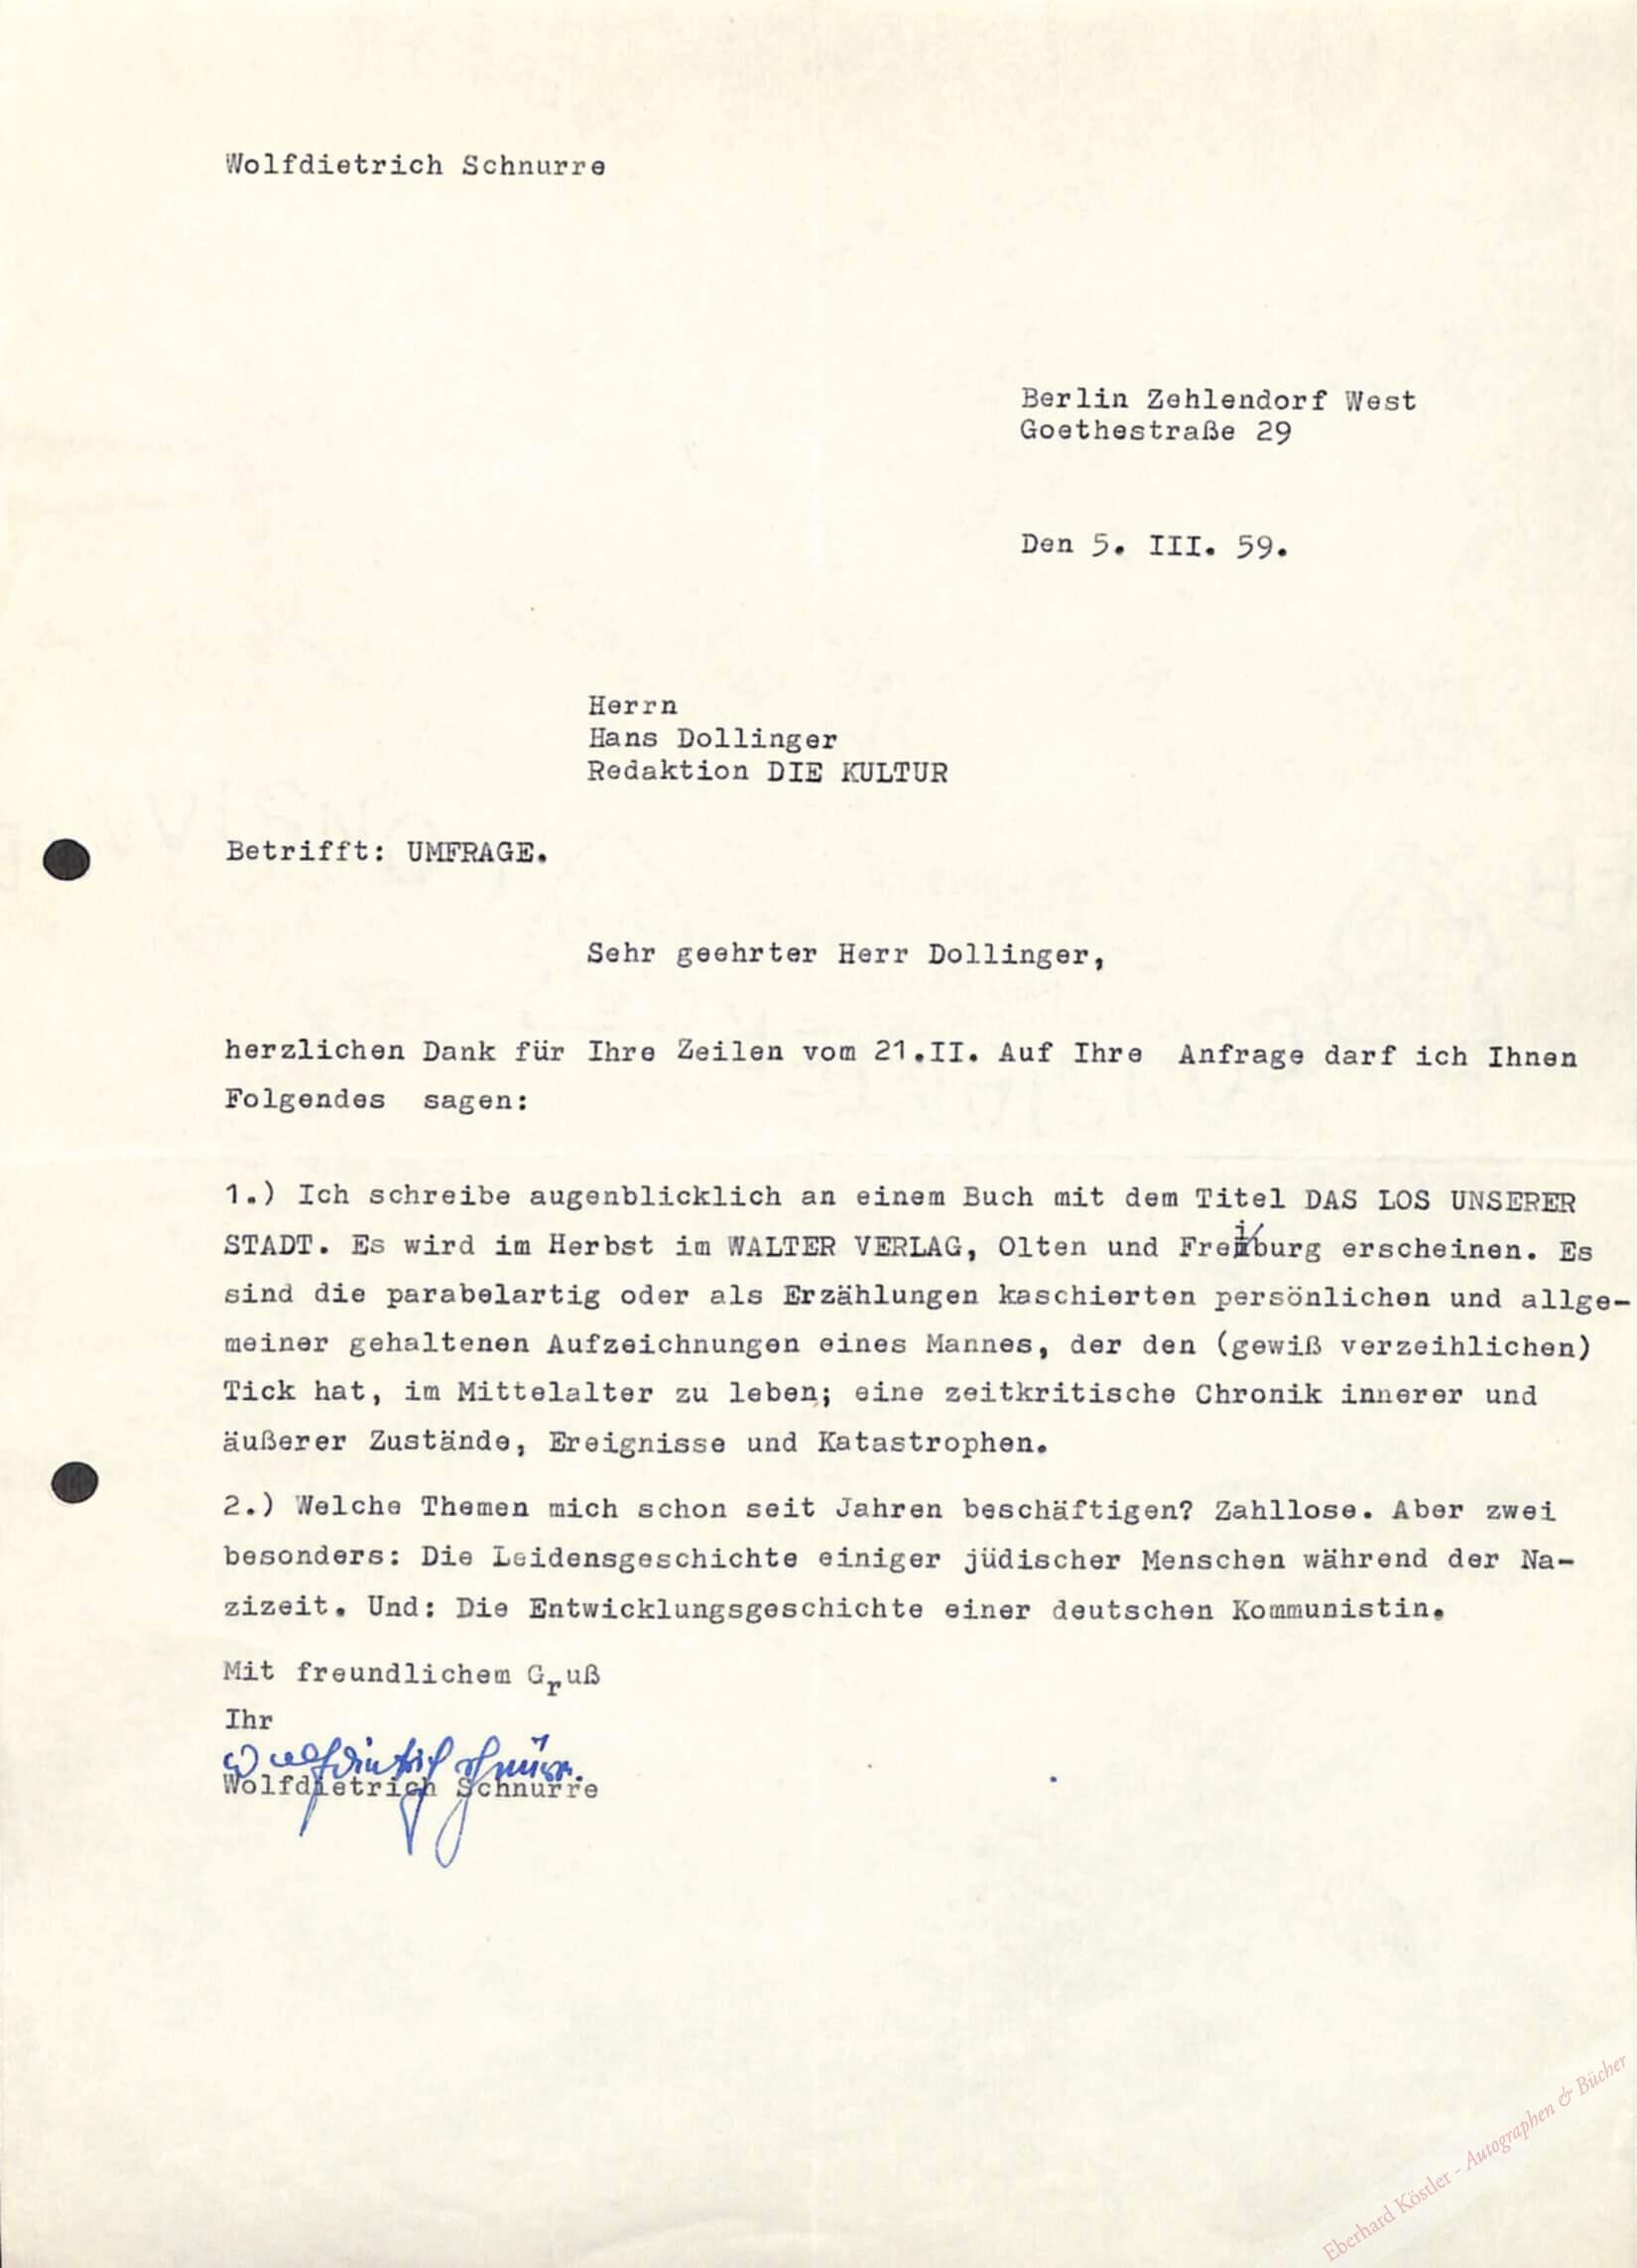 Wolfdietrich Schnurre
Berlin Zehlendorf West
Goethestraße 29
Den 5. III. 59.
Herrn
Hans Dollinger
Redaktion DIE KULTUR
Betrifft: UMFRAGE.
Sehr geehrter Herr Dollinger,
herzlichen Dank für Ihre Zeilen vom 21.II. Auf Ihre Anfrage darf ich Ihnen
Folgendes sagen:
1.) Ich schreibe augenblicklich an einem Buch mit dem Titel DAS LOS UNSERER
STADT. Es wird im Herbst im WALTER VERLAG, Olten und Freiburg erscheinen. Es
sind die parabelartig oder als Erzählungen kaschierten persönlichen und allge-
meiner gehaltenen Aufzeichnungen eines Mannes, der den (gewiß verzeihlichen)
Tick hat, im Mittelalter zu leben; eine zeitkritische Chronik innerer und
äußerer Zustände, Ereignisse und Katastrophen.
2.) Welche Themen mich schon seit Jahren beschäftigen? Zahllose. Aber zwei
besonders: Die Leidensgeschichte einiger jüdischer Menschen während der Na-
zizeit. Und: Die Entwicklungsgeschichte einer deutschen Kommunistin.
Mit freundlichem Gruß
Ihr
Wolfdietrich Schnurre
Wolfdietrich Schnurre
Eberhard Köstler - Autographen & Bücher